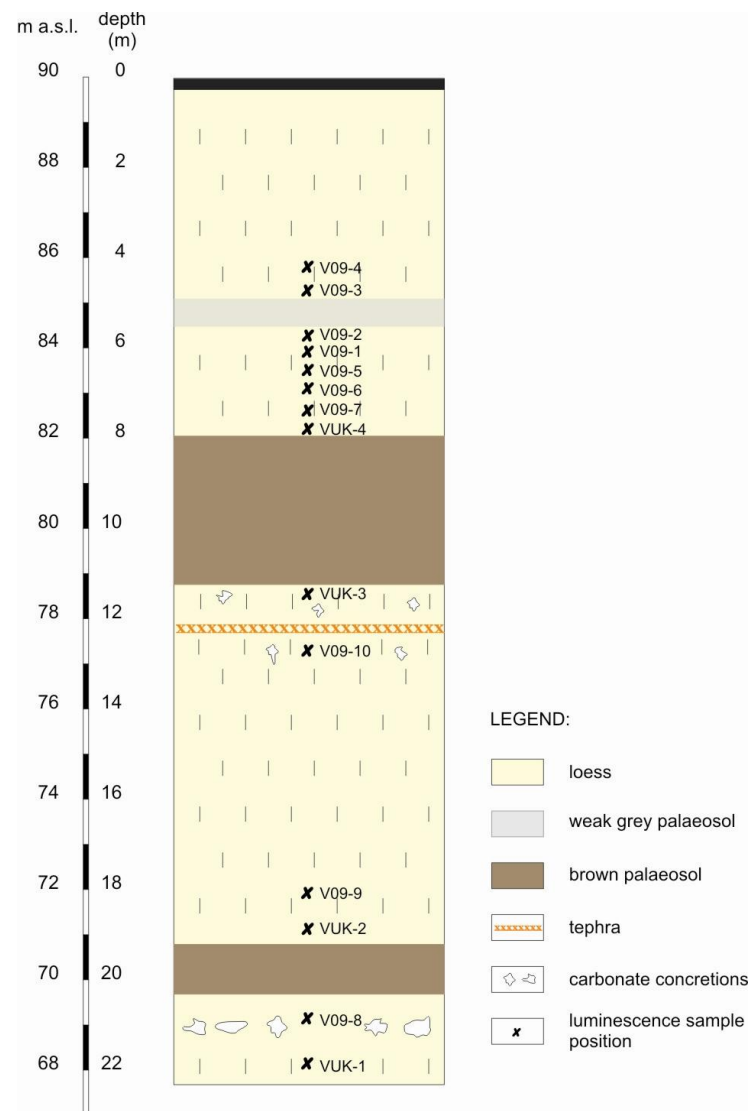 m a.s.l. depth
(m)
90 0
88 2
86 4
V09-4
V09-3
84 6
V09-2
V09-1
V09-5
V09-6
V09-7
82 8
VUK-4
80 10
VUK-3
78 12
V09-10
76 14
74 16
72 18
V09-9
VUK-2
70 20
V09-8
68 22
VUK-1
LEGEND:
loess
weak grey palaeosol
brown palaeosol
tephra
carbonate concretions
luminescence sample
position